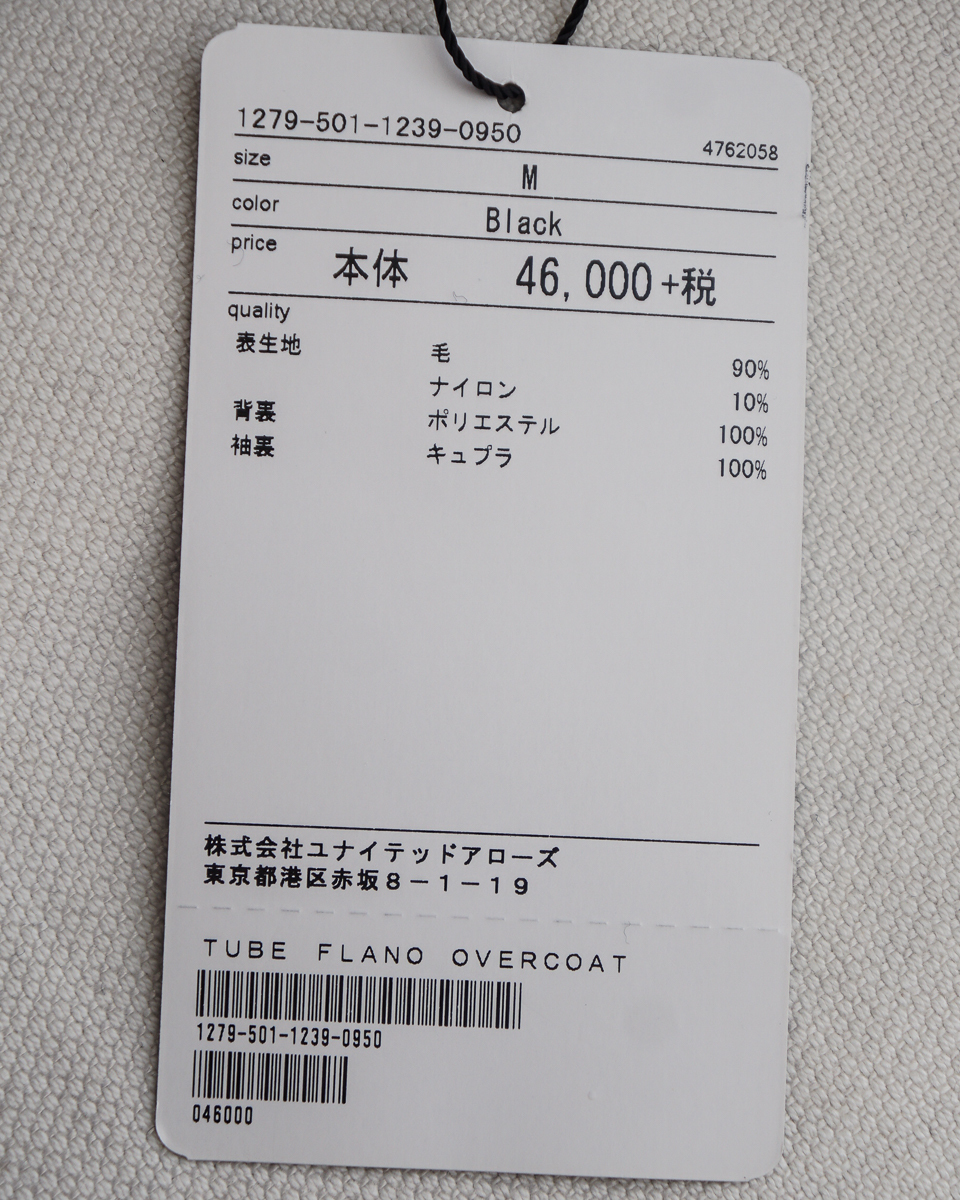 1279-501-1239-0950 4762058
size M
color Black
price 本体 46,000+税
quality
表生地 毛 90%
ナイロン 10%
背裏 ポリエステル 100%
袖裏 キュプラ 100%
株式会社ユナイテッドアローズ
東京都港区赤坂8-1-19
TUBE FLANO OVERCOAT
1279-501-1239-0950
046000